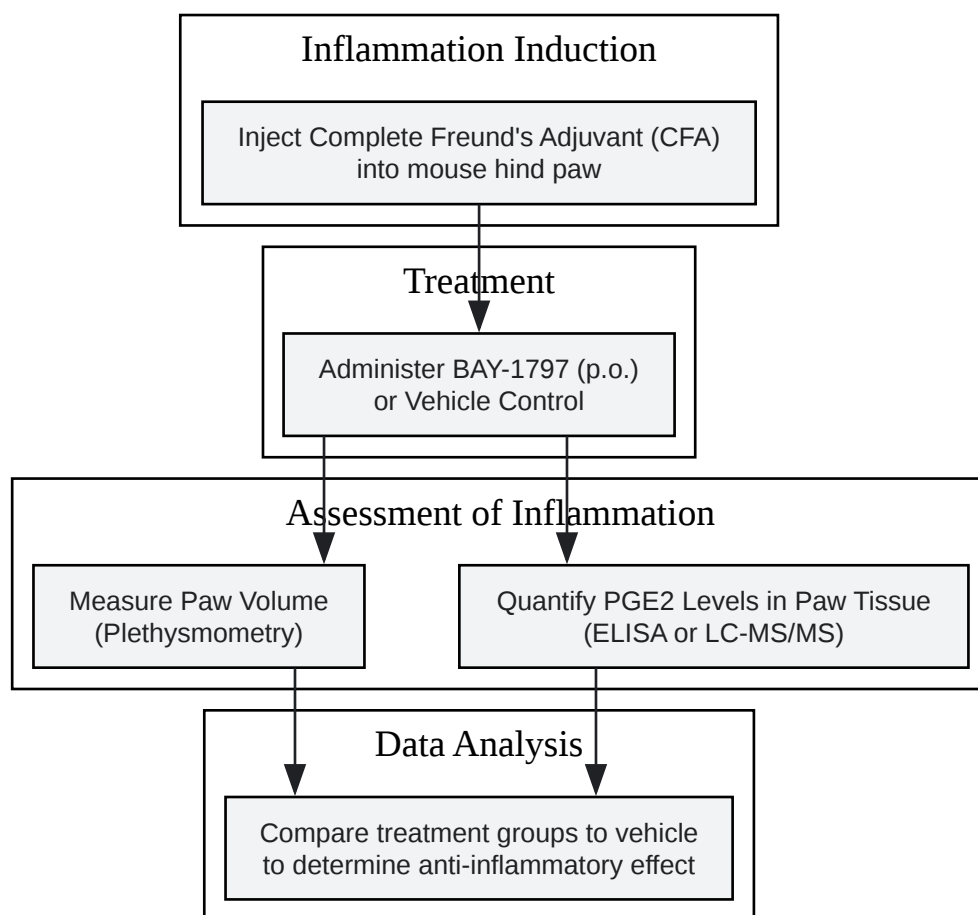 Inflammation Induction
Inject Complete Freund's Adjuvant (CFA)
into mouse hind paw
Treatment
Administer BAY-1797 (p.o.)
or Vehicle Control
Assessment of Inflammation
Measure Paw Volume
(Plethysmometry)
Quantify PGE2 Levels in Paw Tissue
(ELISA or LC-MS/MS)
Data Analysis
Compare treatment groups to vehicle
to determine anti-inflammatory effect